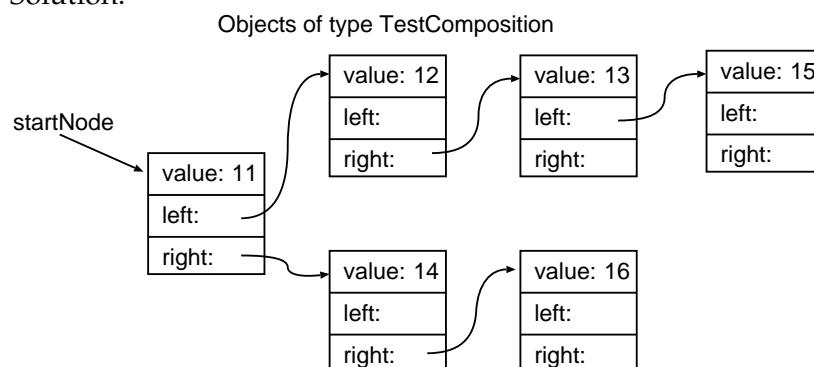 Solution:
Objects of type TestComposition
startNode
value: 11
left:
right:
value: 12
left:
right:
value: 13
left:
right:
value: 15
left:
right:
value: 14
left:
right:
value: 16
left:
right: